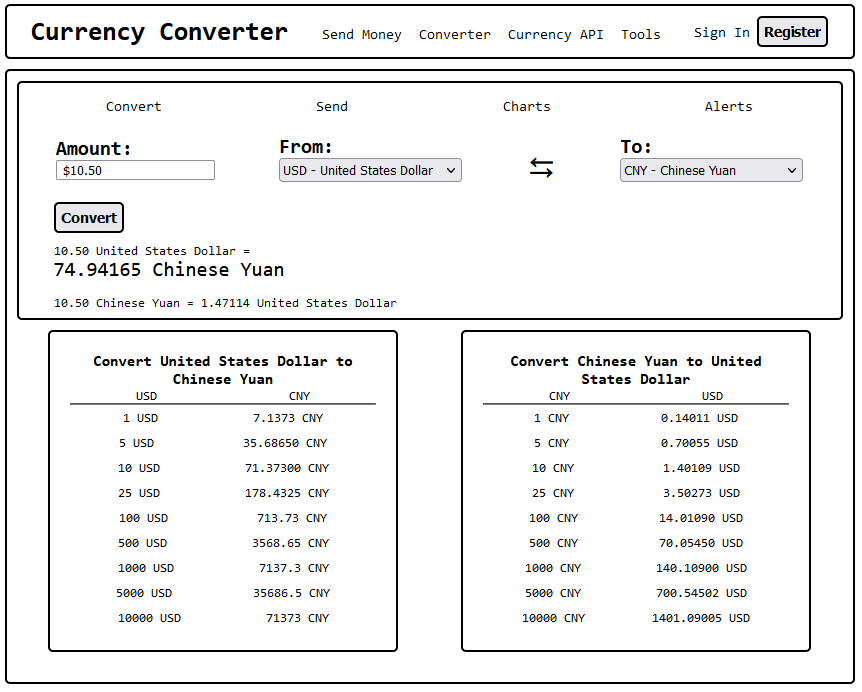 Currency Converter Send Money Converter Currency API Tools Sign In Register
Convert Send Charts Alerts
Amount: From: To:
$10.50 USD - United States Dollar CNY - Chinese Yuan
Convert
10.50 United States Dollar =
74.94165 Chinese Yuan
10.50 Chinese Yuan = 1.47114 United States Dollar
Convert United States Dollar to
Chinese Yuan
USD CNY
1 USD 7.1373 CNY
5 USD 35.68650 CNY
10 USD 71.37300 CNY
25 USD 178.4325 CNY
100 USD 713.73 CNY
500 USD 3568.65 CNY
1000 USD 7137.3 CNY
5000 USD 35686.5 CNY
10000 USD 71373 CNY
Convert Chinese Yuan to United
States Dollar
CNY USD
1 CNY 0.14011 USD
5 CNY 0.70055 USD
10 CNY 1.40109 USD
25 CNY 3.50273 USD
100 CNY 14.01090 USD
500 CNY 70.05450 USD
1000 CNY 140.10900 USD
5000 CNY 700.54502 USD
10000 CNY 1401.09005 USD